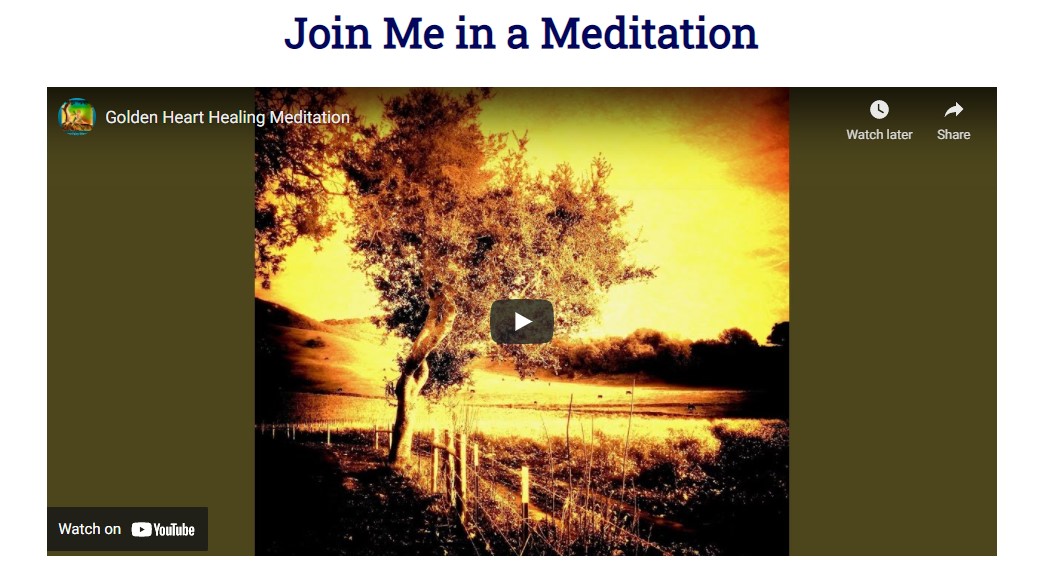 Join Me in a Meditation
Golden Heart Healing Meditation
Watch later
Share
Watch on YouTube